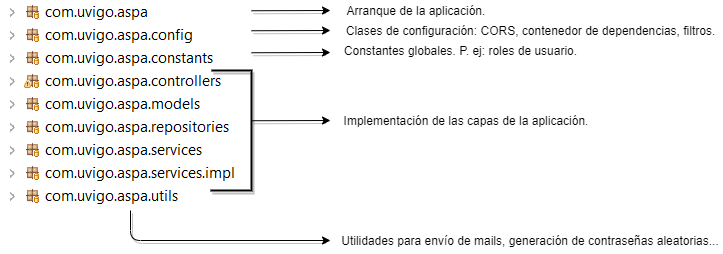 com.uvigo.aspa
Arranque de la aplicación.
com.uvigo.aspa.config
Clases de configuración: CORS, contenedor de dependencias, filtros.
com.uvigo.aspa.constants
Constantes globales. P. ej: roles de usuario.
com.uvigo.aspa.controllers
com.uvigo.aspa.models
com.uvigo.aspa.repositories
Implementación de las capas de la aplicación.
com.uvigo.aspa.services
com.uvigo.aspa.services.impl
com.uvigo.aspa.utils
Utilidades para envío de mails, generación de contraseñas aleatorias...